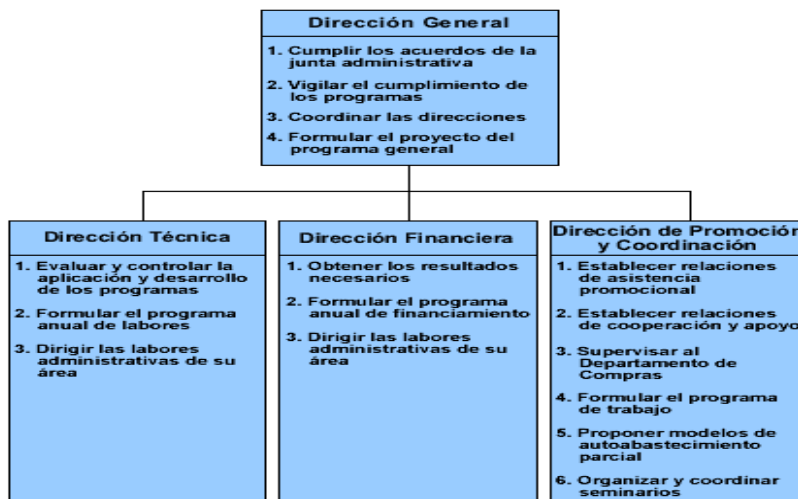 Dirección General
1. Cumplir los acuerdos de la
junta administrativa
2. Vigilar el cumplimiento de
los programas
3. Coordinar las direcciones
4. Formular el proyecto del
programa general
Dirección Técnica
1. Evaluar y controlar la
aplicación y desarrollo
de los programas
2. Formular el programa
anual de labores
3. Dirigir las labores
administrativas de su
área
Dirección Financiera
1. Obtener los resultados
necesarios
2. Formular el programa
anual de financiamiento
3. Dirigir las labores
administrativas de su
área
Dirección de Promoción
y Coordinación
1. Establecer relaciones
de asistencia
promocional
2. Establecer relaciones
de cooperación y apoyo
3. Supervisar al
Departamento de
Compras
4. Formular el programa
de trabajo
5. Proponer modelos de
autoabastecimiento
parcial
6. Organizar y coordinar
seminarios